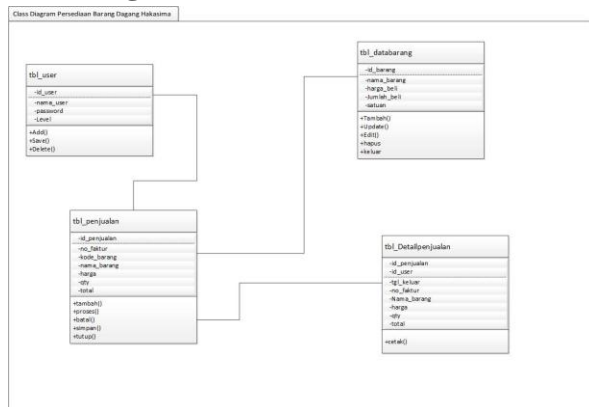 Class Diagram Persediaan Barang Dagang Hakasima
tbl_user
-id_user
-nama_user
-password
-Level
+Add()
+Save()
+Delete()
tbl_databarang
-id_barang
-nama_barang
-harga_beli
-Jumlah_beli
-satuan
+Tambah()
+Update()
+Edit()
+hapus
+keluar
tbl_penjualan
-id_penjualan
-no_faktur
-kode_barang
-nama_barang
-harga
-qty
-total
+tambah()
+proses()
+batal()
+simpan()
+tutup()
tbl_Detailpenjualan
-id_penjualan
-id_user
-tgl_keluar
-no_faktur
-Nama_barang
-harga
-qty
-total
+cetak()